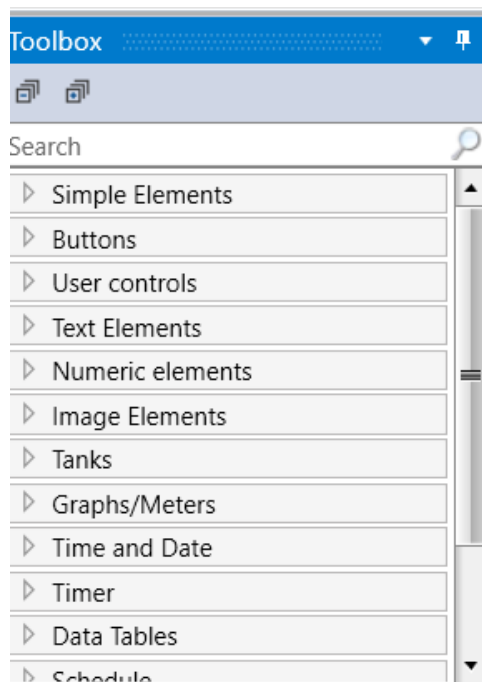 Toolbox
Search
Simple Elements
Buttons
User controls
Text Elements
Numeric elements
Image Elements
Tanks
Graphs/Meters
Time and Date
Timer
Data Tables
Schedule